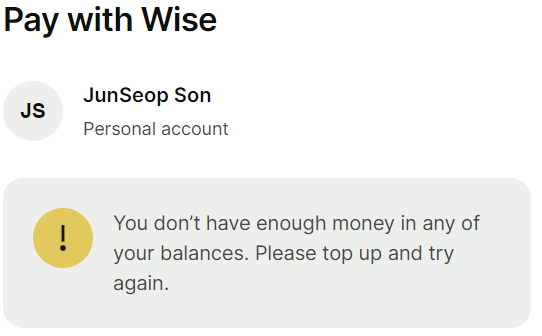 Pay with Wise
JS
JunSeop Son
Personal account
!
You don’t have enough money in any of
your balances. Please top up and try
again.